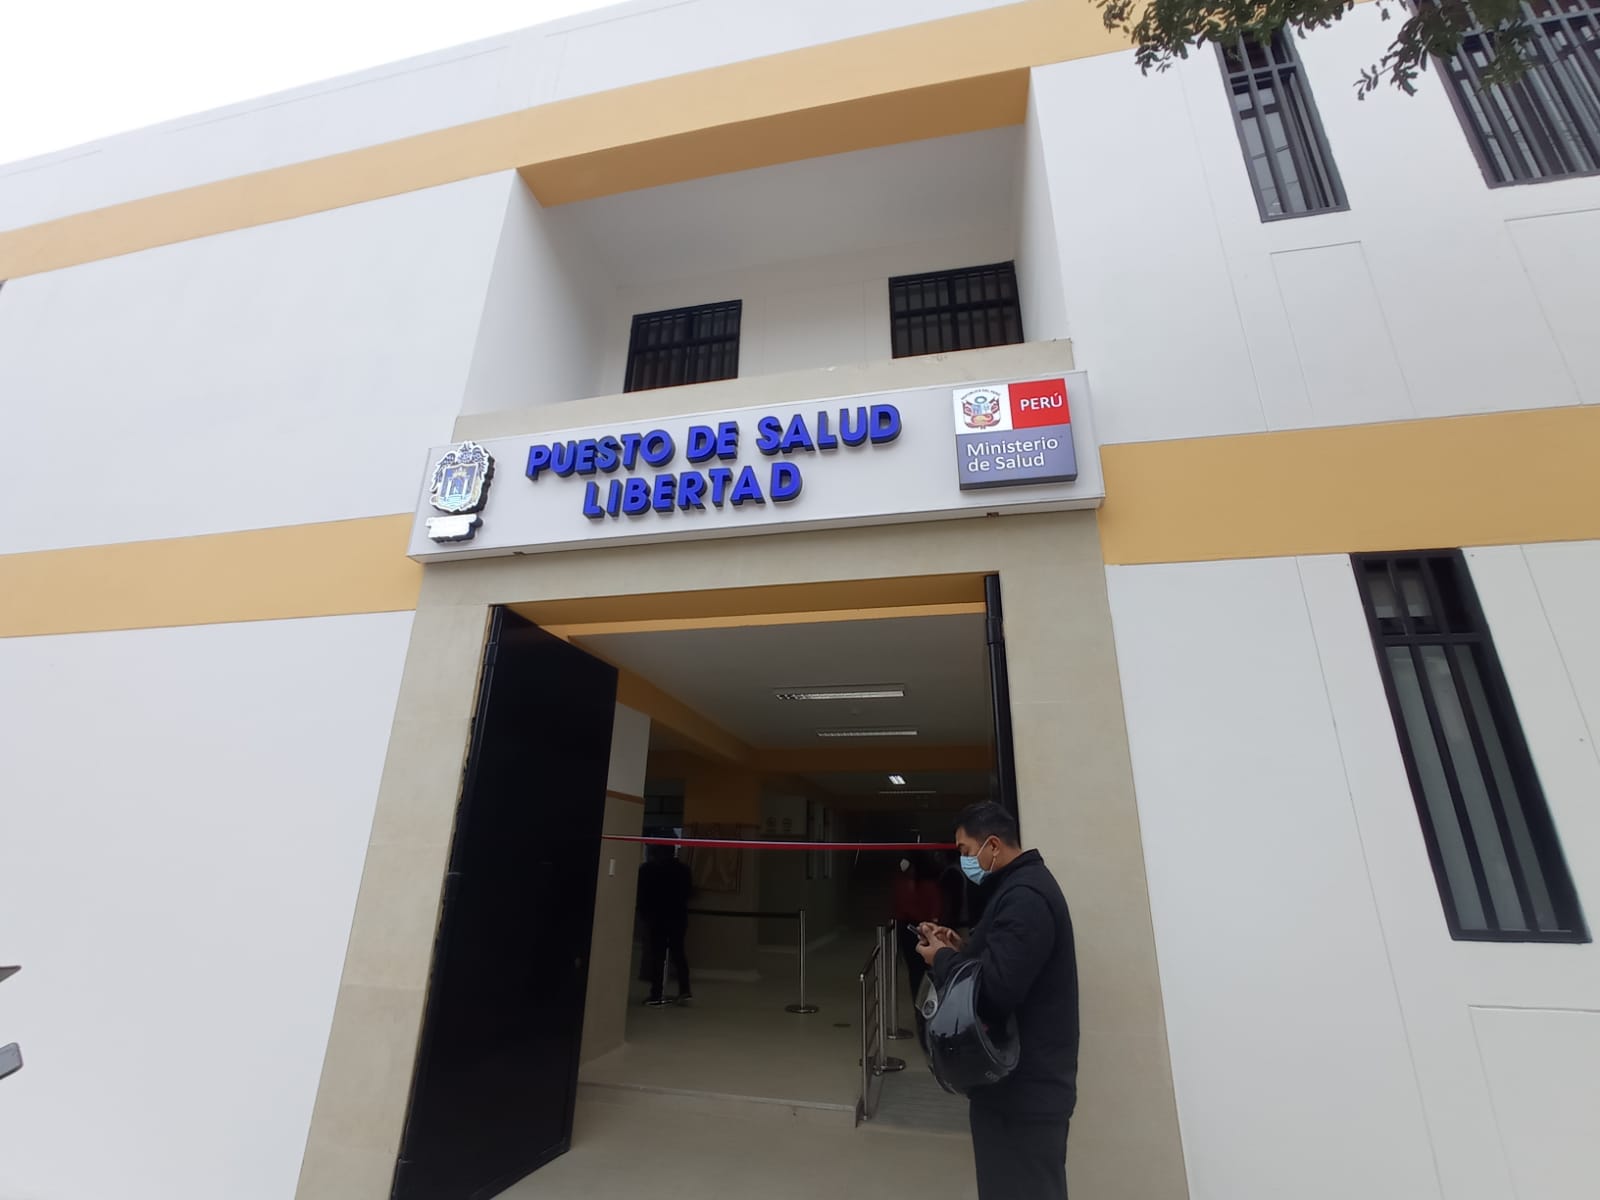 PUESTO DE SALUD
LIBERTAD
PERÚ
Ministerio
de Salud